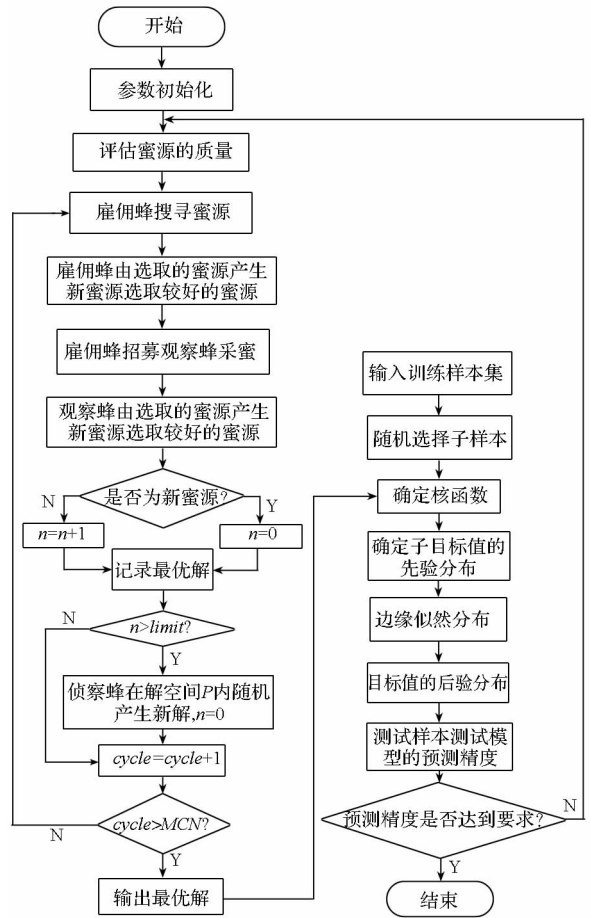 开始
参数初始化
评估蜜源的质量
雇佣蜂搜寻蜜源
雇佣蜂由选取的蜜源产生
新蜜源选取较好的蜜源
雇佣蜂招募观察蜂采蜜
观察蜂由选取的蜜源产生
新蜜源选取较好的蜜源
是否为新蜜源?
N
Y
n=n+1
n=0
记录最优解
n>limit?
N
Y
侦察蜂在解空间P内随机
产生新解,n=0
cycle=cycle+1
cycle>MCN?
N
Y
输出最优解
输入训练样本集
随机选择子样本
确定核函数
确定子目标值的
先验分布
边缘似然分布
目标值的后验分布
测试样本测试模
型的预测精度
预测精度是否达到要求?
N
Y
结束